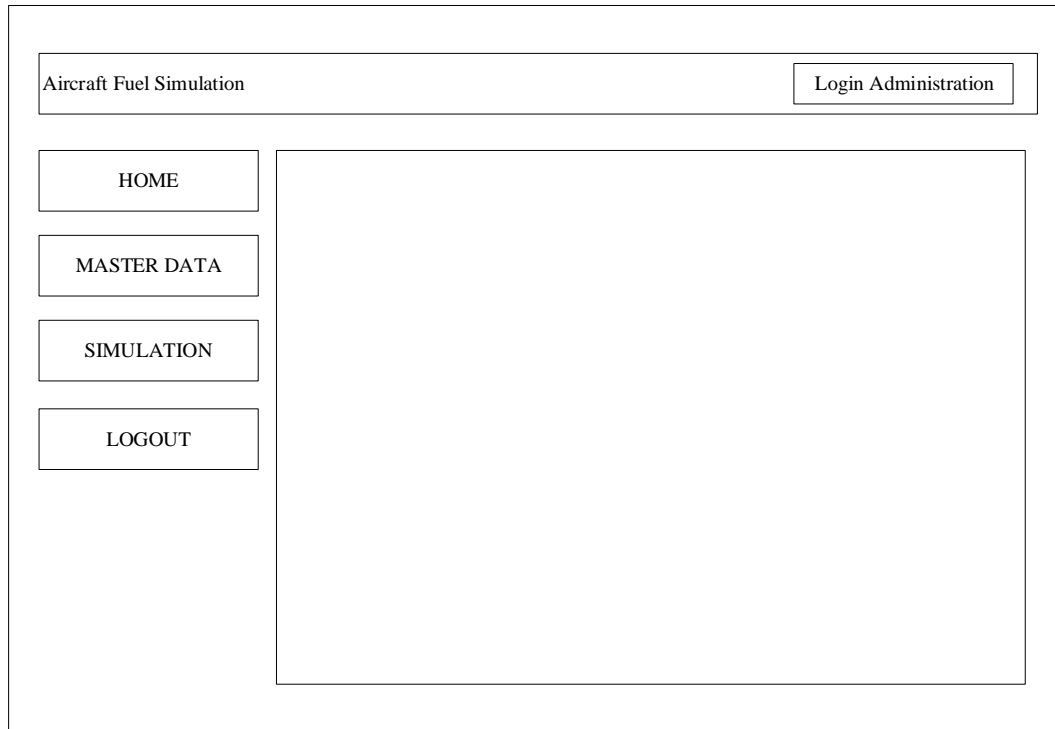 Aircraft Fuel Simulation
Login Administration
HOME
MASTER DATA
SIMULATION
LOGOUT